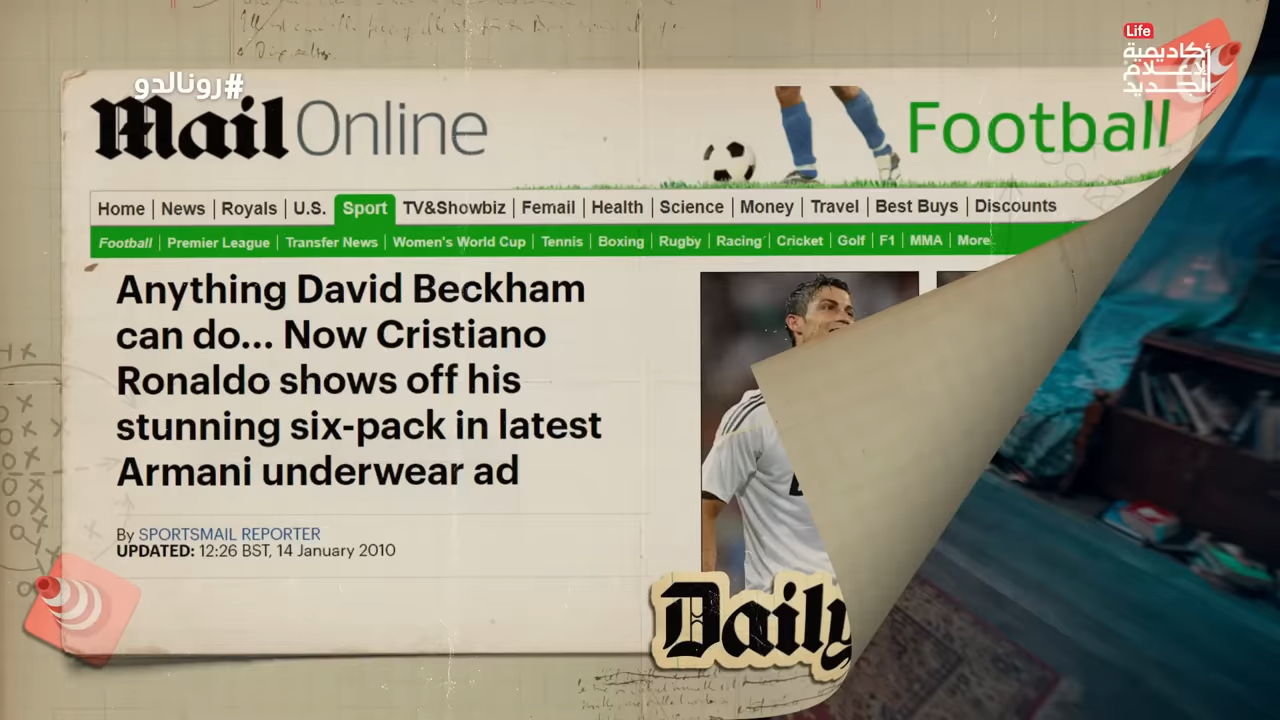 Life
أكاديمية
الإعلام
الجديد
#رونالدو
Mail Online
Football
Home | News | Royals | U.S. | Sport | TV&Showbiz | Femail | Health | Science | Money | Travel | Best Buys | Discounts
Football | Premier League | Transfer News | Women's World Cup | Tennis | Boxing | Rugby | Racing | Cricket | Golf | F1 | MMA | More
Anything David Beckham
can do... Now Cristiano
Ronaldo shows off his
stunning six-pack in latest
Armani underwear ad
By SPORTSMAIL REPORTER
UPDATED: 12:26 BST, 14 January 2010
Daily